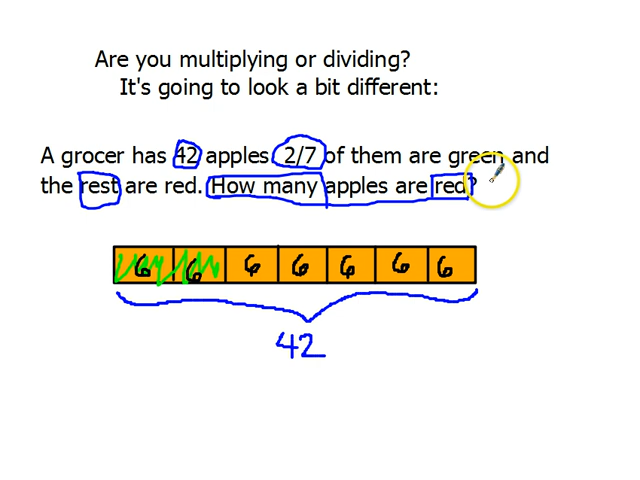 Are you multiplying or dividing?
It's going to look a bit different:
A grocer has 42 apples 2/7 of them are green and
the rest are red. How many apples are red?
6 6 6 6 6 6 6
42